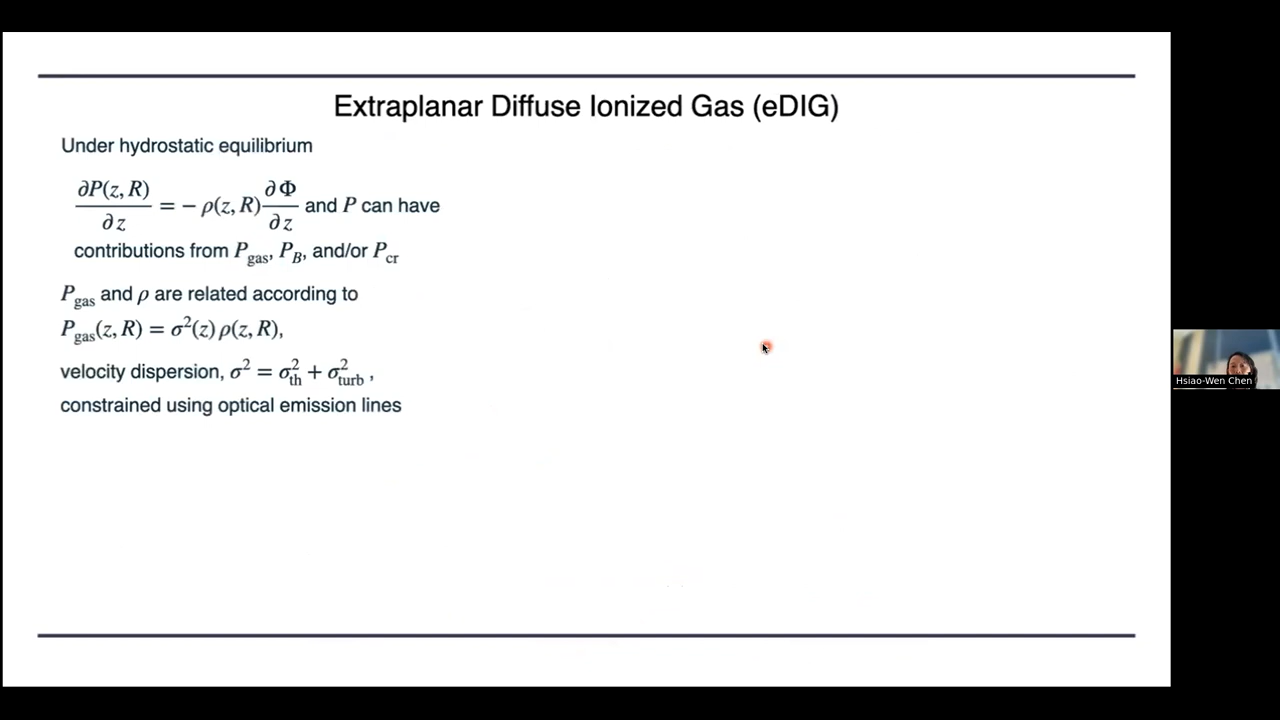 Extraplanar Diffuse Ionized Gas (eDIG)
Under hydrostatic equilibrium
∂P(z, R)/∂z = − ρ(z, R) ∂Φ/∂z and P can have
contributions from P_gas, P_B, and/or P_cr
P_gas and ρ are related according to
P_gas(z, R) = σ²(z) ρ(z, R),
velocity dispersion, σ² = σ²_th + σ²_turb ,
constrained using optical emission lines
Hsiao-Wen Chen